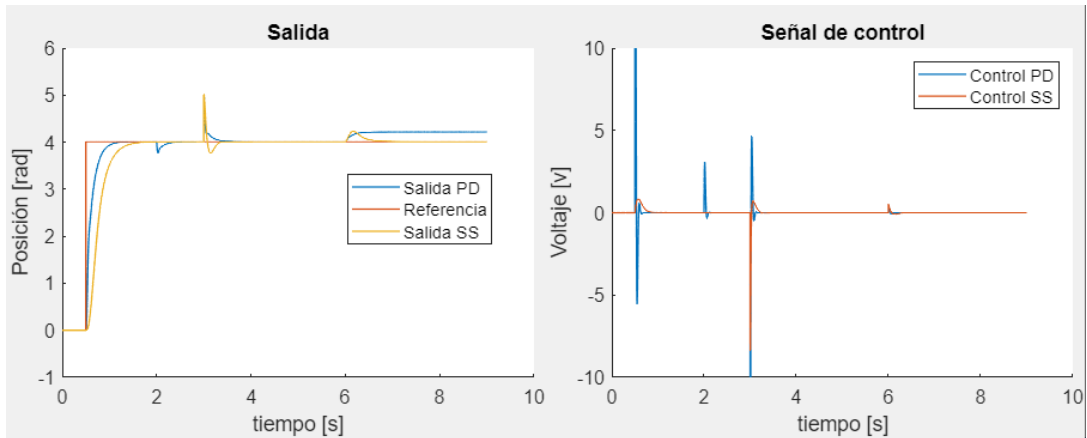 Salida
6
5
4
3
2
1
0
-1
Posición [rad]
Salida PD
Referencia
Salida SS
0
2
4
6
8
10
tiempo [s]
Señal de control
10
5
0
-5
-10
Voltaje [v]
Control PD
Control SS
0
2
4
6
8
10
tiempo [s]